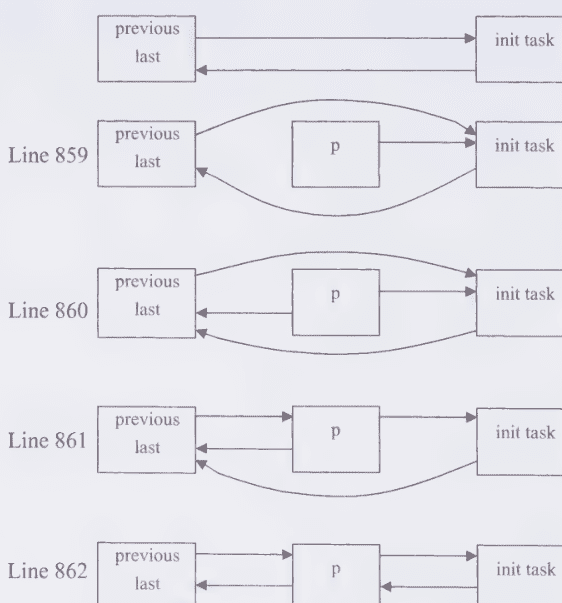 previous
last
init task
Line 859
previous
last
p
init task
Line 860
previous
last
p
init task
Line 861
previous
last
p
init task
Line 862
previous
last
p
init task